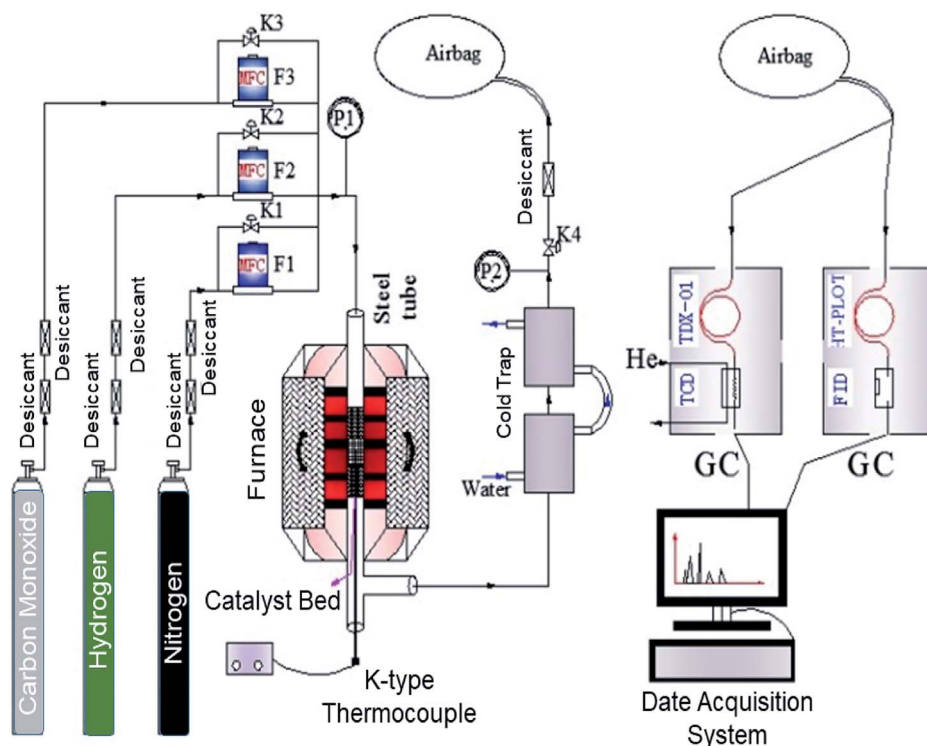 K3
MFC
F3
K2
MFC
F2
K1
MFC
F1
P1
Desiccant
Desiccant
Desiccant
Desiccant
Desiccant
Desiccant
Carbon Monoxide
Hydrogen
Nitrogen
Steel
tube
Furnace
Catalyst Bed
K-type
Thermocouple
Airbag
Desiccant
K4
P2
Cold Trap
Water
Airbag
TDX-01
He
TCD
GC
HT-PLOT
FID
GC
Date Acquisition
System